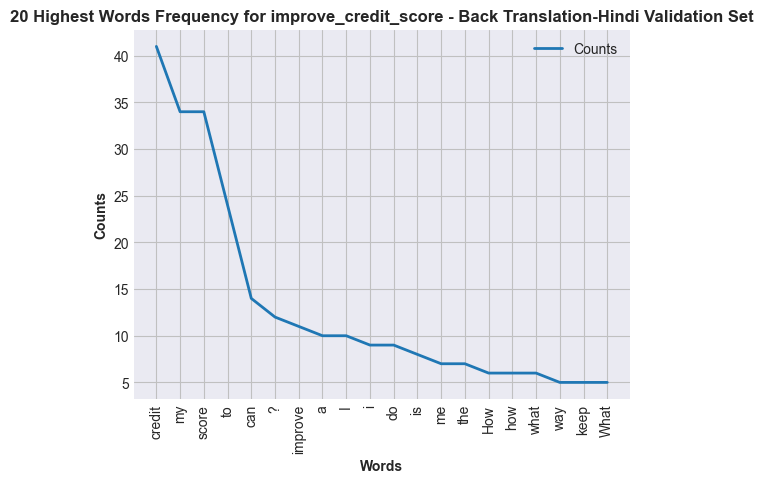 20 Highest Words Frequency for improve_credit_score - Back Translation-Hindi Validation Set
Counts
Counts
40
35
30
25
20
15
10
5
credit
my
score
to
can
?
improve
a
I
i
do
is
me
the
How
how
what
way
keep
What
Words